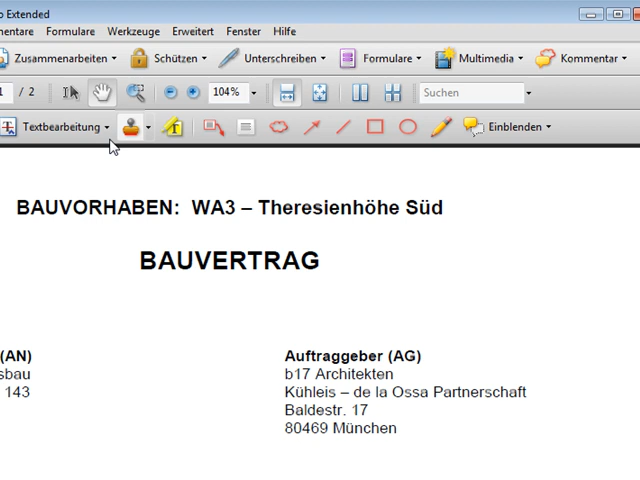 o Extended
mentare Formulare Werkzeuge Erweitert Fenster Hilfe
Zusammenarbeiten Schützen Unterschreiben Formulare Multimedia Kommentar
1 / 2 104% Suchen
Textbearbeitung T Einblenden
BAUVORHABEN: WA3 – Theresienhöhe Süd
BAUVERTRAG
(AN) Auftraggeber (AG)
sbau b17 Architekten
143 Kühleis – de la Ossa Partnerschaft
Baldestr. 17
80469 München